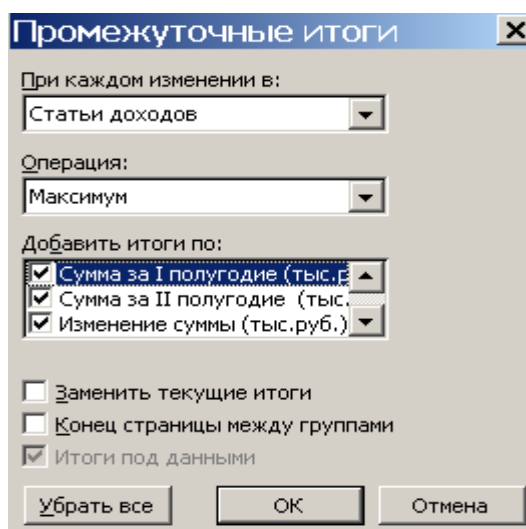 Промежуточные итоги
При каждом изменении в:
Статьи доходов
Операция:
Максимум
Добавить итоги по:
Сумма за I полугодие (тыс.р
Сумма за II полугодие (тыс.
Изменение суммы (тыс.руб.)
Заменить текущие итоги
Конец страницы между группами
Итоги под данными
Убрать все ОК Отмена